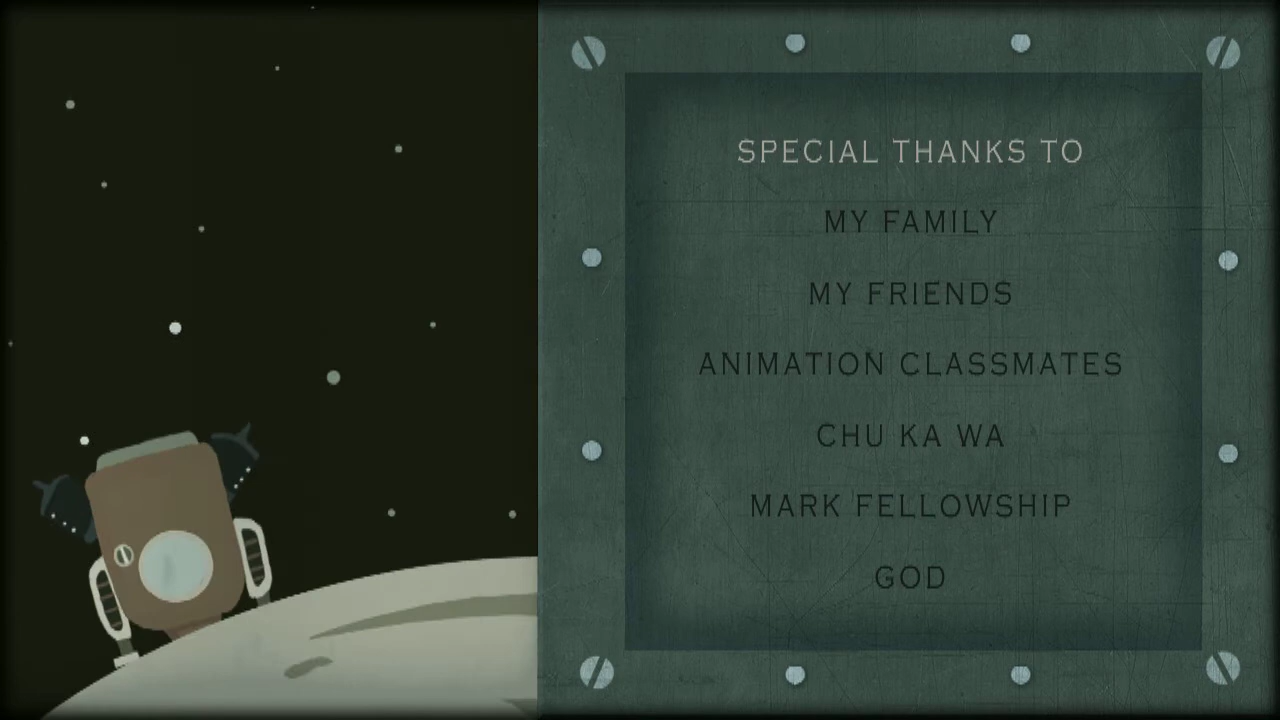 SPECIAL THANKS TO
MY FAMILY
MY FRIENDS
ANIMATION CLASSMATES
CHU KA WA
MARK FELLOWSHIP
GOD